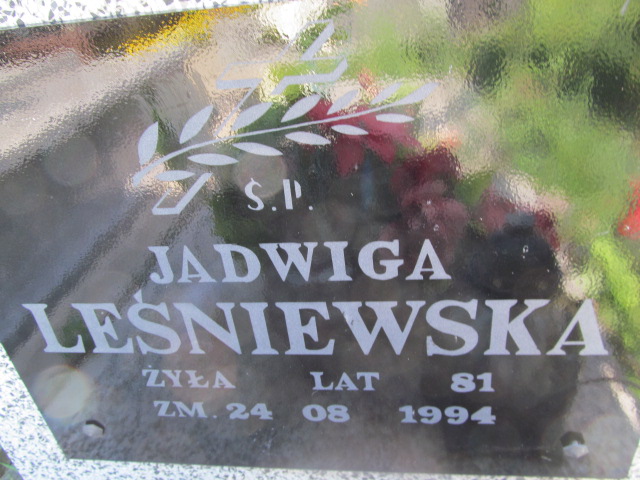 Ś.P.
JADWIGA
LEŚNIEWSKA
ŻYŁA LAT 81
ZM. 24 08 1994